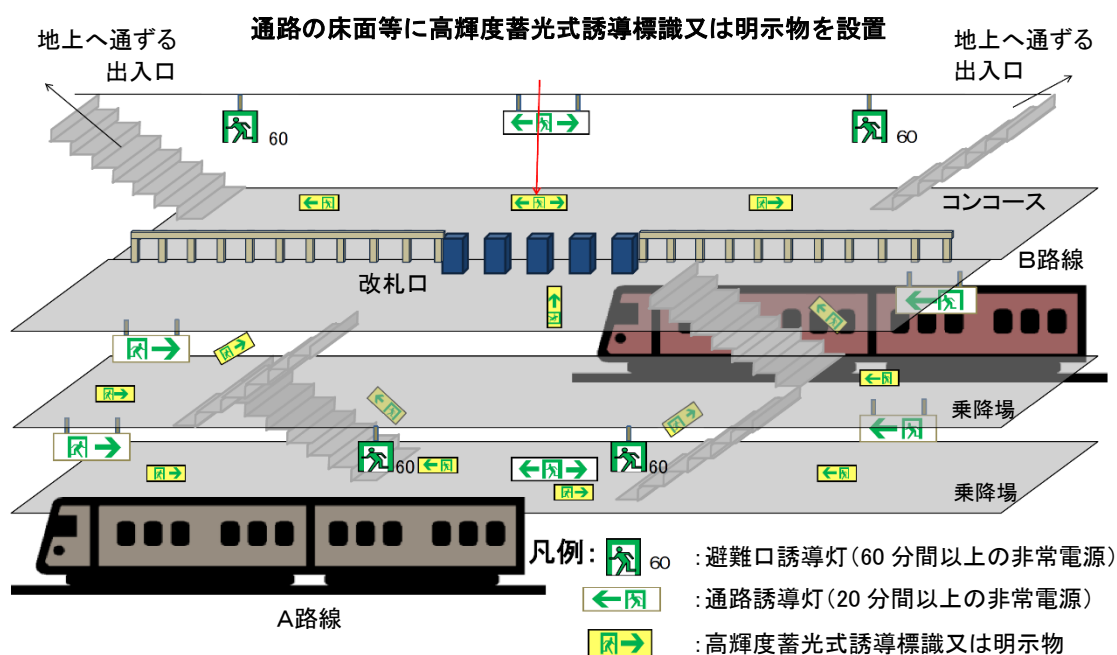 通路の床面等に高輝度蓄光式誘導標識又は明示物を設置
地上へ通ずる
出入口
地上へ通ずる
出入口
60
60
コンコース
改札口
B路線
乗降場
60
60
乗降場
A路線
凡例：
60
：避難口誘導灯（60 分間以上の非常電源）
：通路誘導灯（20 分間以上の非常電源）
：高輝度蓄光式誘導標識又は明示物